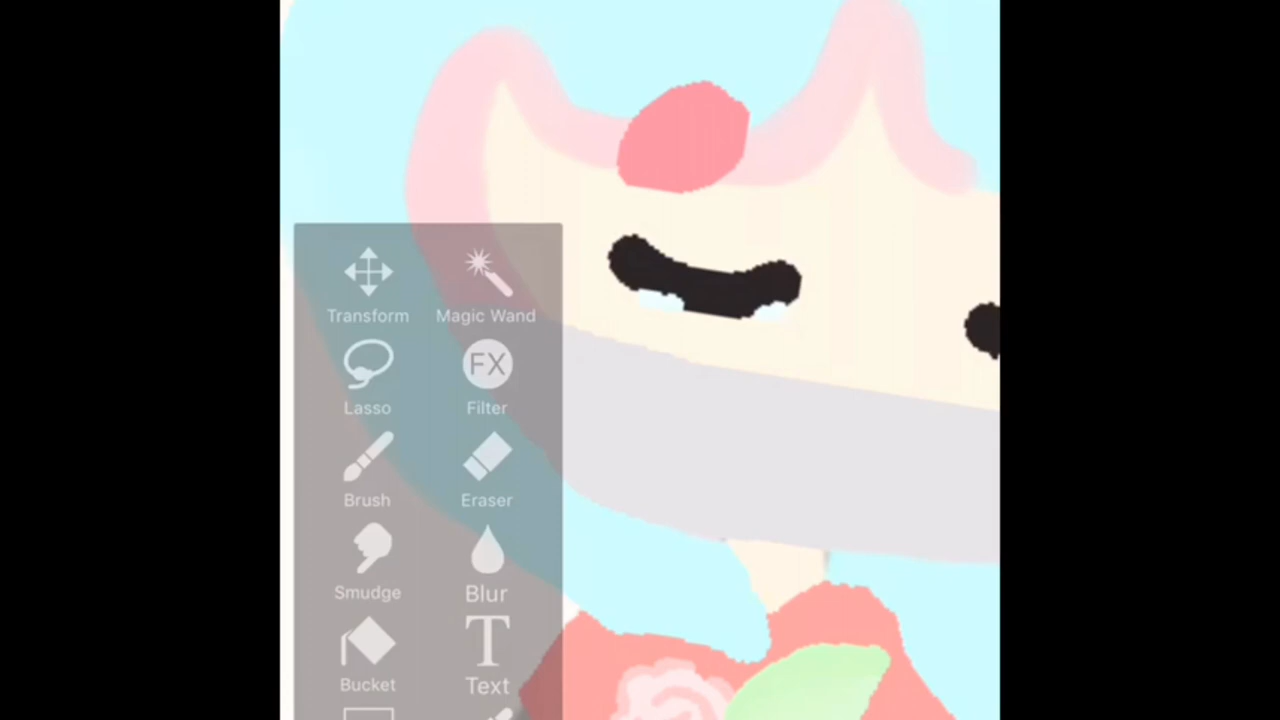 Transform Magic Wand
FX
Lasso Filter
Brush Eraser
Smudge Blur
T
Bucket Text